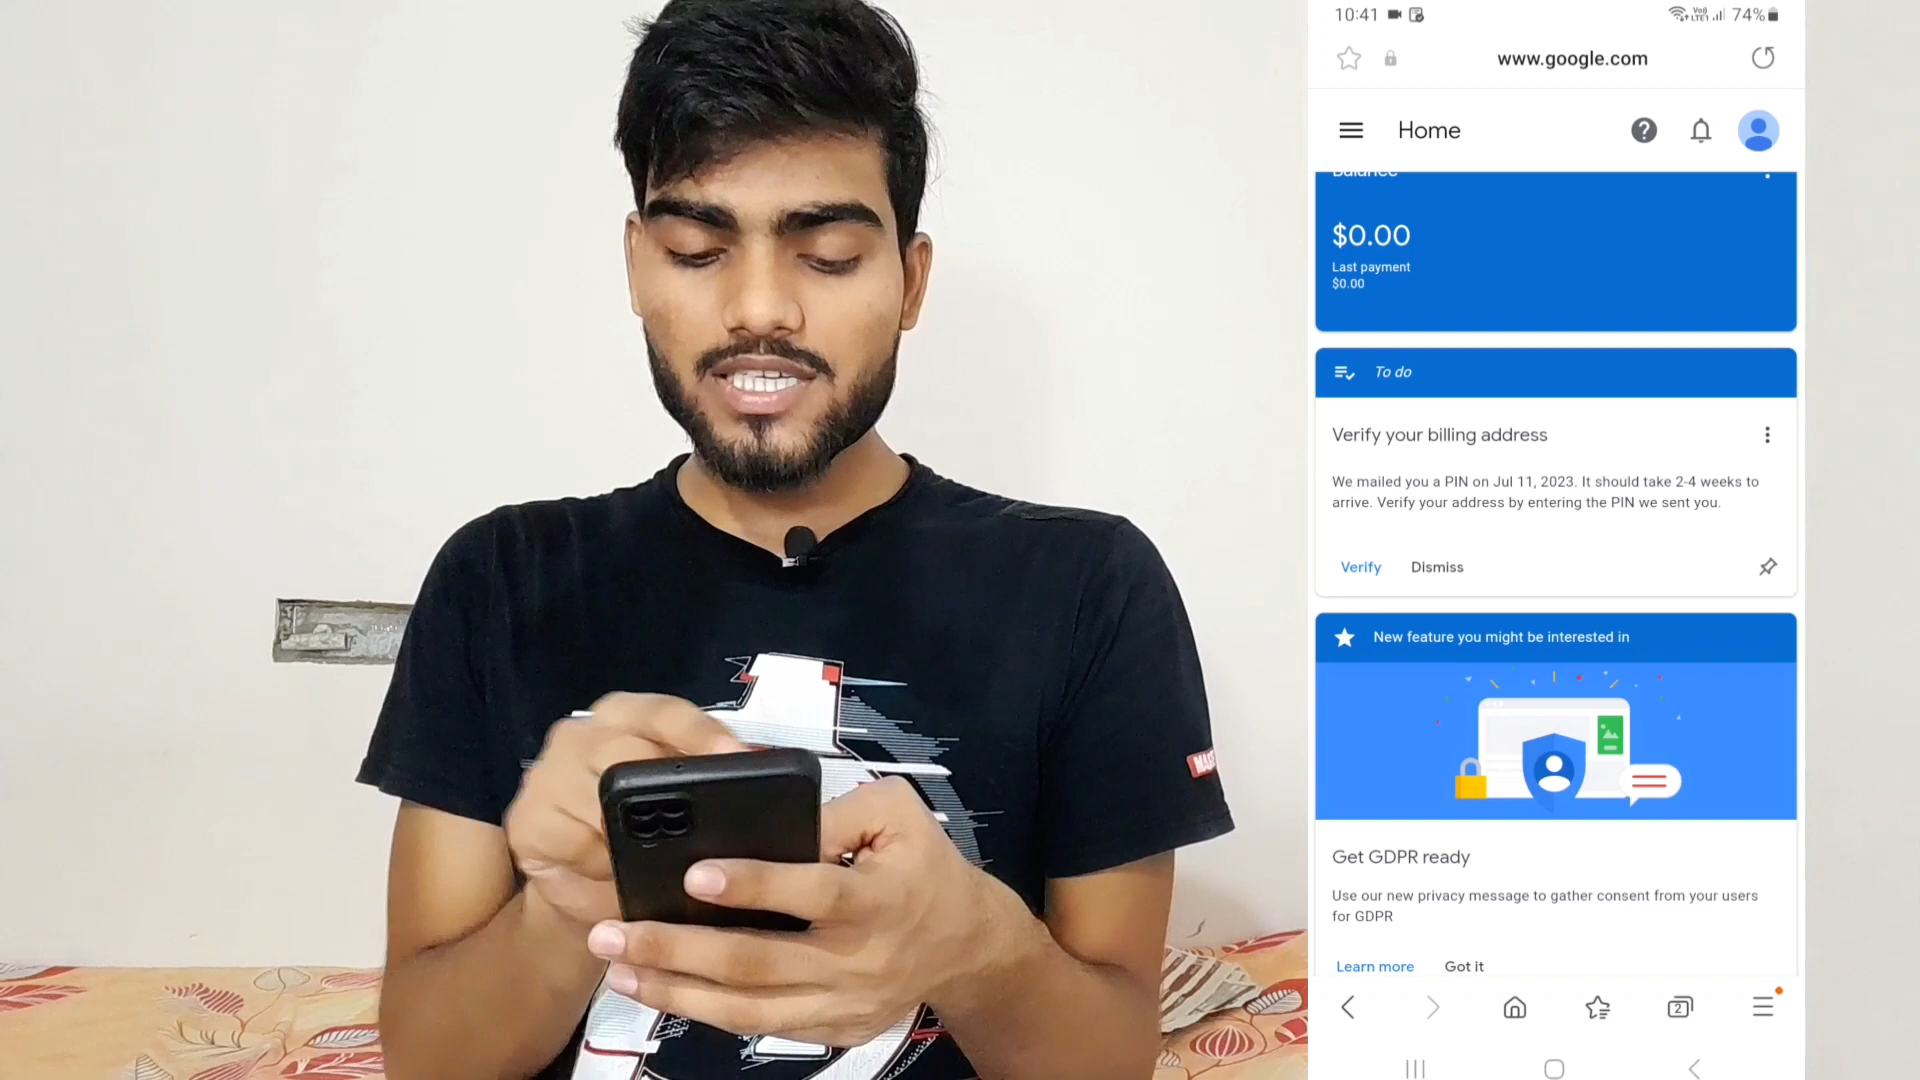 10:41
Vo)) LTE1 74%
www.google.com
Home
Balance
$0.00
Last payment
$0.00
To do
Verify your billing address
We mailed you a PIN on Jul 11, 2023. It should take 2-4 weeks to
arrive. Verify your address by entering the PIN we sent you.
Verify Dismiss
New feature you might be interested in
Get GDPR ready
Use our new privacy message to gather consent from your users
for GDPR
Learn more Got it
2